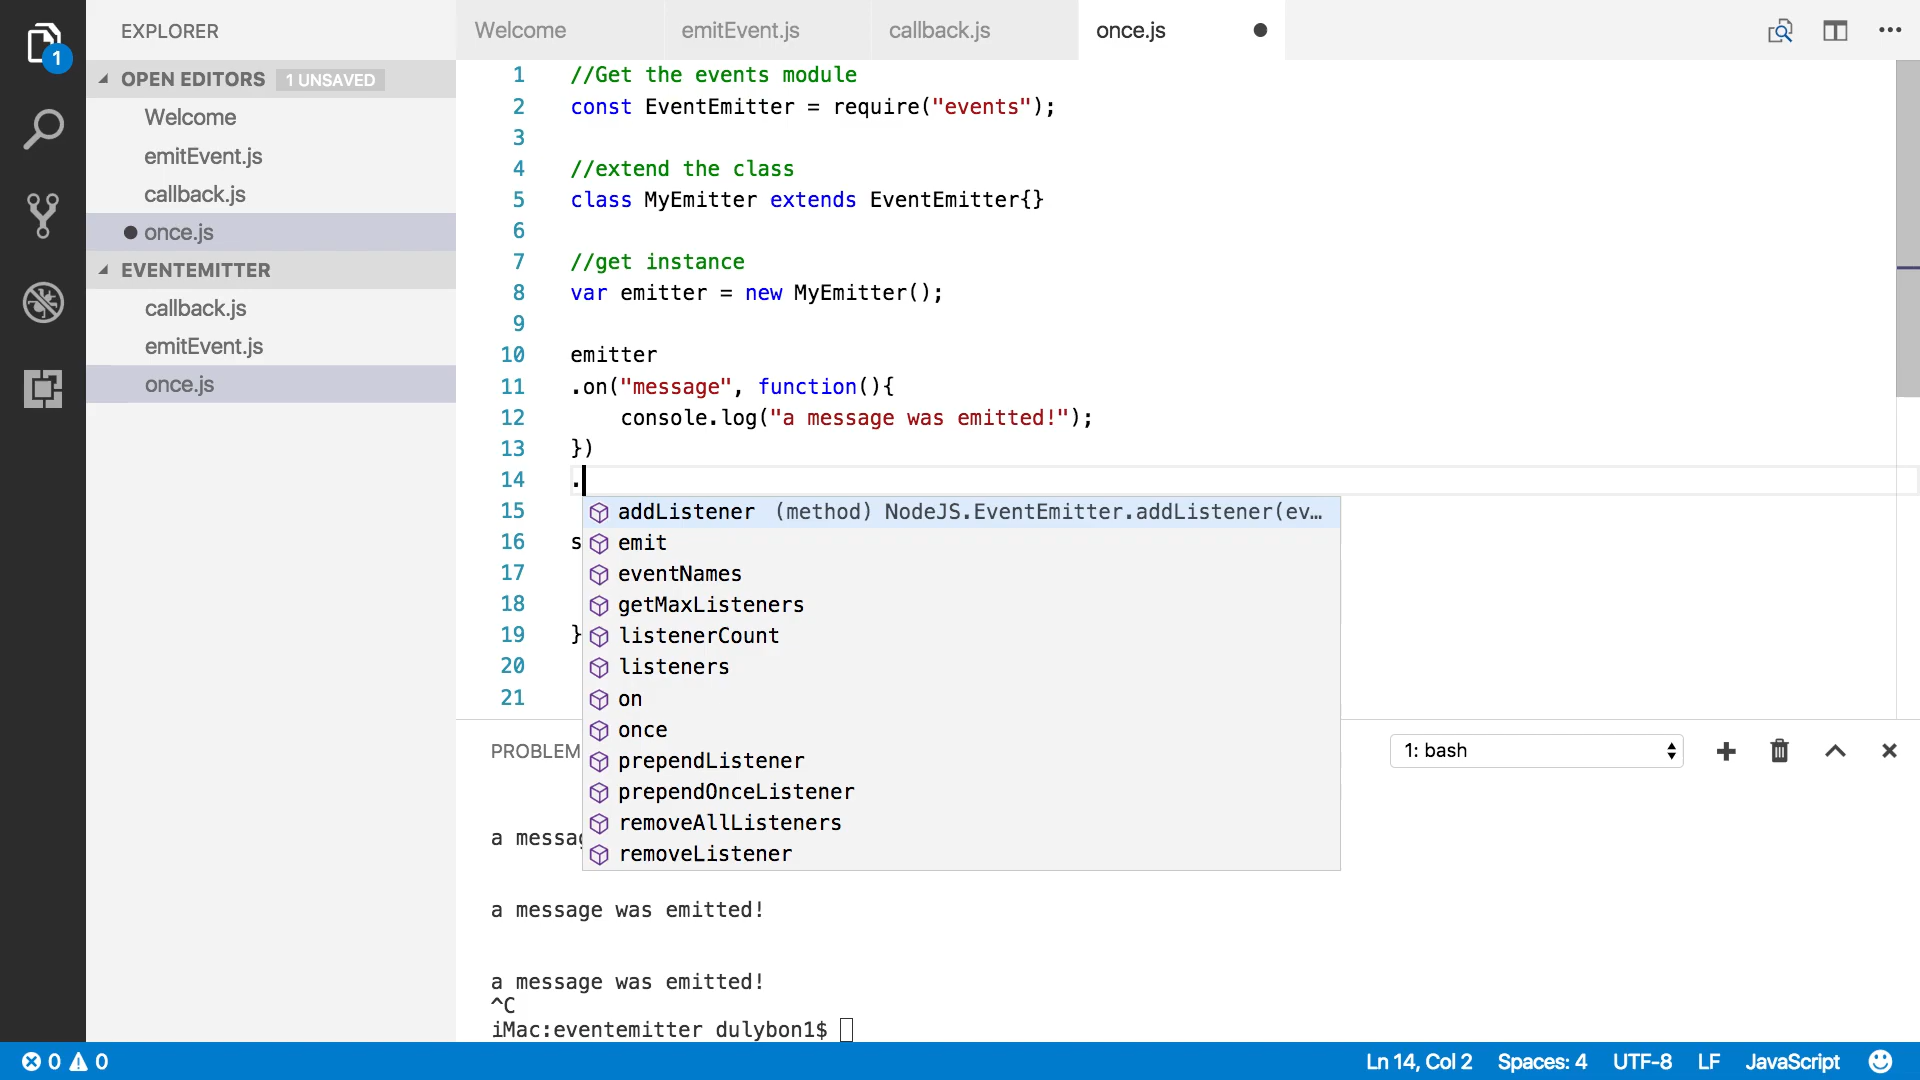 1
EXPLORER
OPEN EDITORS 1 UNSAVED
Welcome
emitEvent.js
callback.js
once.js
EVENTEMITTER
callback.js
emitEvent.js
once.js
Welcome emitEvent.js callback.js once.js
1 //Get the events module
2 const EventEmitter = require("events");
3
4 //extend the class
5 class MyEmitter extends EventEmitter{}
6
7 //get instance
8 var emitter = new MyEmitter();
9
10 emitter
11 .on("message", function(){
12 console.log("a message was emitted!");
13 })
14 .
15
16 s
17
18
19 }
20
21
addListener (method) NodeJS.EventEmitter.addListener(ev…
emit
eventNames
getMaxListeners
listenerCount
listeners
on
once
prependListener
prependOnceListener
removeAllListeners
removeListener
PROBLEM 1: bash
a messag
a message was emitted!
a message was emitted!
^C
iMac:eventemitter dulybon1$
0 0 Ln 14, Col 2 Spaces: 4 UTF-8 LF JavaScript